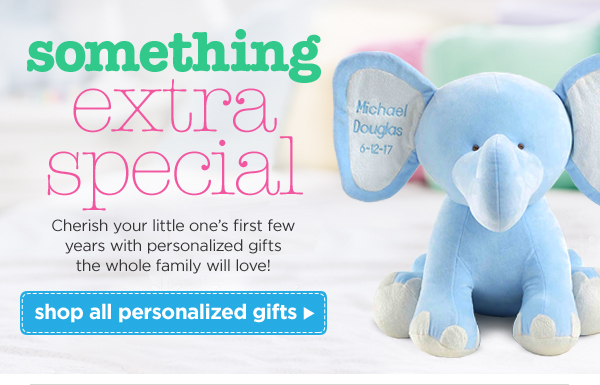 something
extra
special
Cherish your little one's first few
years with personalized gifts
the whole family will love!
shop all personalized gifts ▶
Michael
Douglas
6-12-17